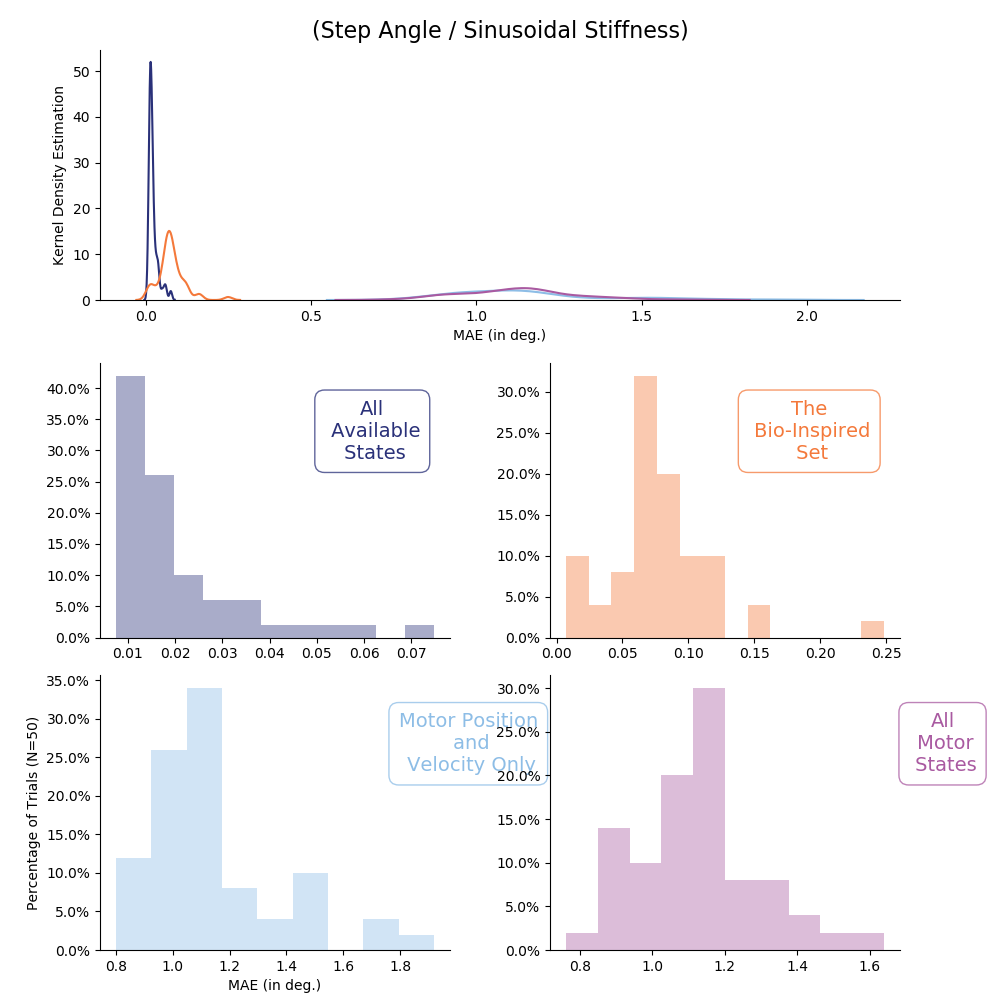 (Step Angle / Sinusoidal Stiffness)
50
40
30
20
10
0
Kernel Density Estimation
0.0 0.5 1.0 1.5 2.0
MAE (in deg.)
40.0%
35.0%
30.0%
25.0%
20.0%
15.0%
10.0%
5.0%
0.0%
All
Available
States
0.01 0.02 0.03 0.04 0.05 0.06 0.07
30.0%
25.0%
20.0%
15.0%
10.0%
5.0%
0.0%
The
Bio-Inspired
Set
0.00 0.05 0.10 0.15 0.20 0.25
35.0%
30.0%
25.0%
20.0%
15.0%
10.0%
5.0%
0.0%
Percentage of Trials (N=50)
Motor Position
and
Velocity Only
0.8 1.0 1.2 1.4 1.6 1.8
MAE (in deg.)
30.0%
25.0%
20.0%
15.0%
10.0%
5.0%
0.0%
All
Motor
States
0.8 1.0 1.2 1.4 1.6